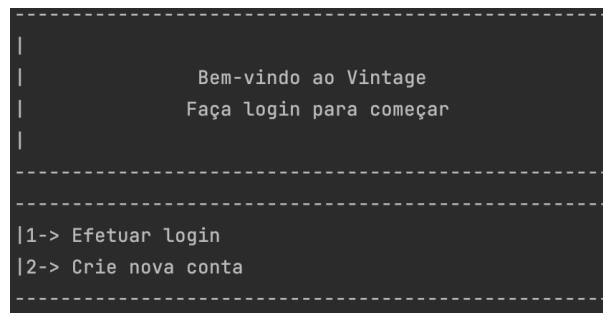 ----------------------------------------------------
|
|               Bem-vindo ao Vintage
|              Faça login para começar
|
----------------------------------------------------
----------------------------------------------------
|1-> Efetuar login
|2-> Crie nova conta
----------------------------------------------------